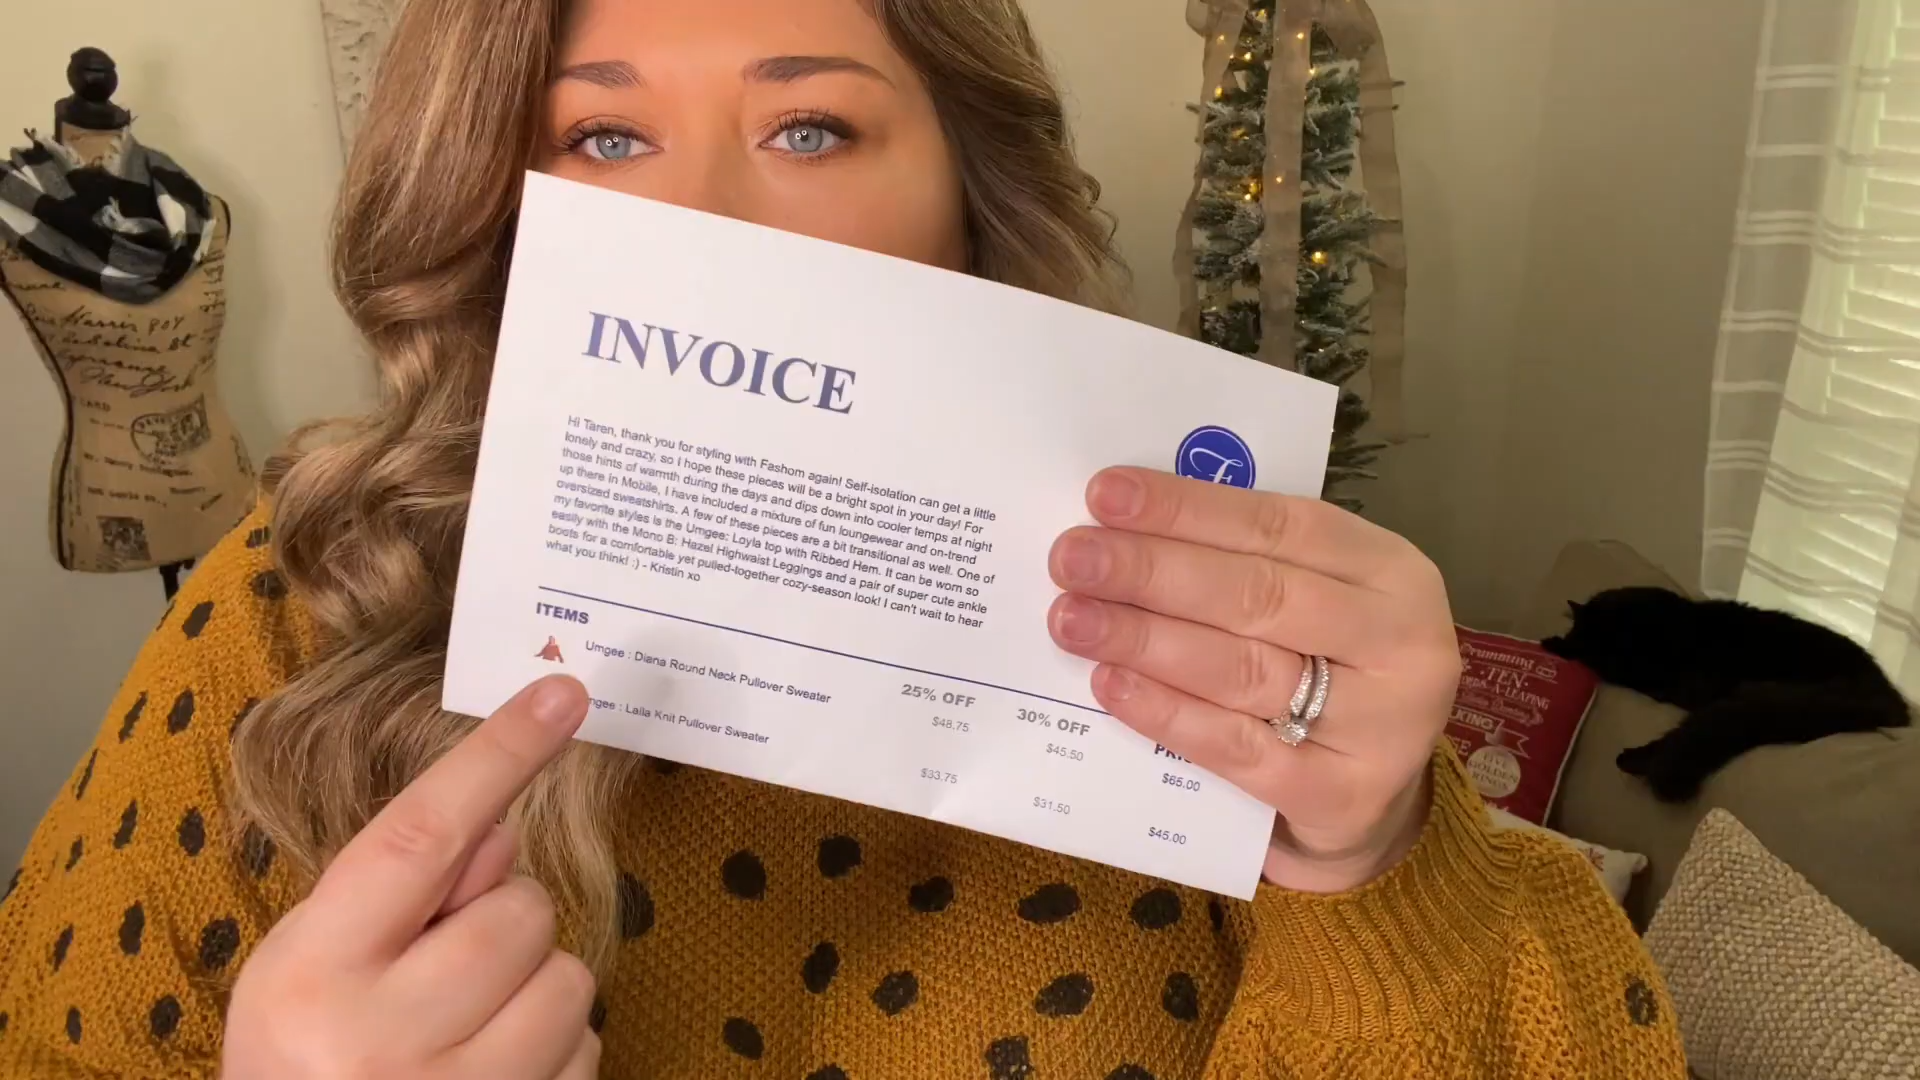 INVOICE
Hi Taren, thank you for styling with Fashom again! Self-isolation can get a little
lonely and crazy, so I hope these pieces will be a bright spot in your day! For
those hints of warmth during the days and dips down into cooler temps at night
up there in Mobile, I have included a mixture of fun loungewear and on-trend
oversized sweatshirts. A few of these pieces are a bit transitional as well. One of
my favorite styles is the Umgee: Loyla top with Ribbed Hem. It can be worn so
easily with the Mono B: Hazel Highwaist Leggings and a pair of super cute ankle
boots for a comfortable yet pulled-together cozy-season look! I can't wait to hear
what you think! :) - Kristin xo
F
ITEMS 25% OFF 30% OFF
Umgee : Diana Round Neck Pullover Sweater $48.75 $45.50 $65.00
: Laila Knit Pullover Sweater $33.75 $31.50 $45.00
TEN
FIVE
GOLDEN
RINGS
CARD